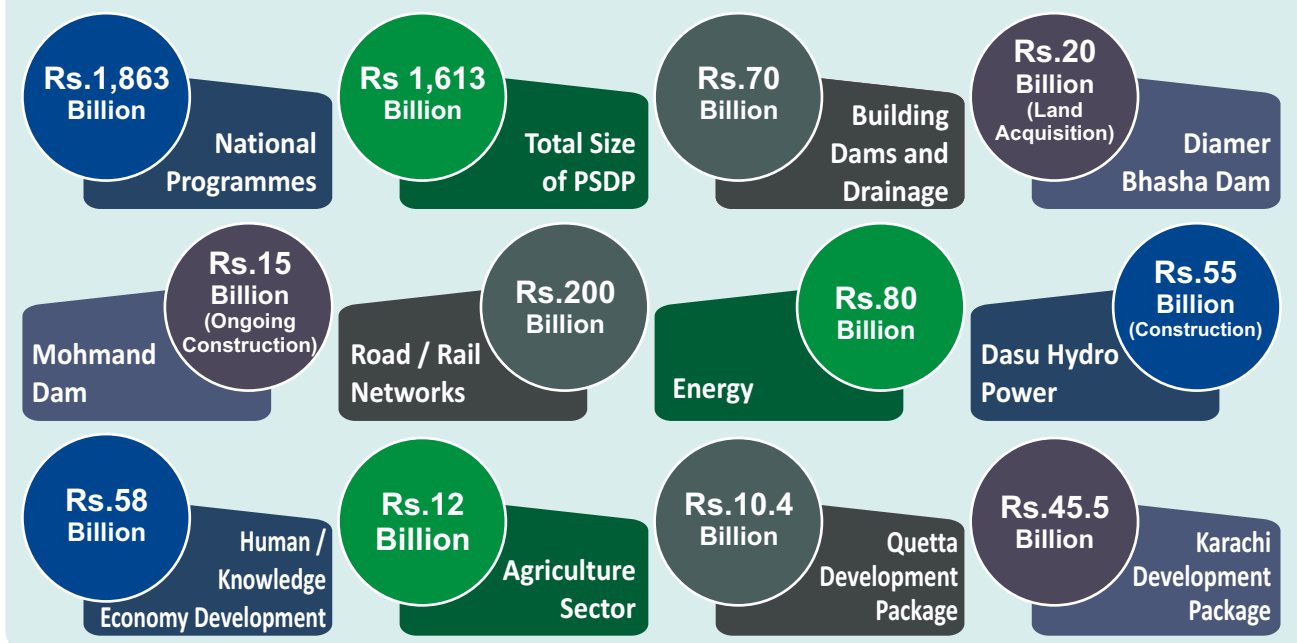 Rs.1,863
Billion
National
Programmes
Rs 1,613
Billion
Total Size
of PSDP
Rs.70
Billion
Building
Dams and
Drainage
Rs.20
Billion
(Land
Acquisition)
Diamer
Bhasha Dam
Rs.15
Billion
(Ongoing
Construction)
Mohmand
Dam
Rs.200
Billion
Road / Rail
Networks
Rs.80
Billion
Energy
Rs.55
Billion
(Construction)
Dasu Hydro
Power
Rs.58
Billion
Human /
Knowledge
Economy Development
Rs.12
Billion
Agriculture
Sector
Rs.10.4
Billion
Quetta
Development
Package
Rs.45.5
Billion
Karachi
Development
Package